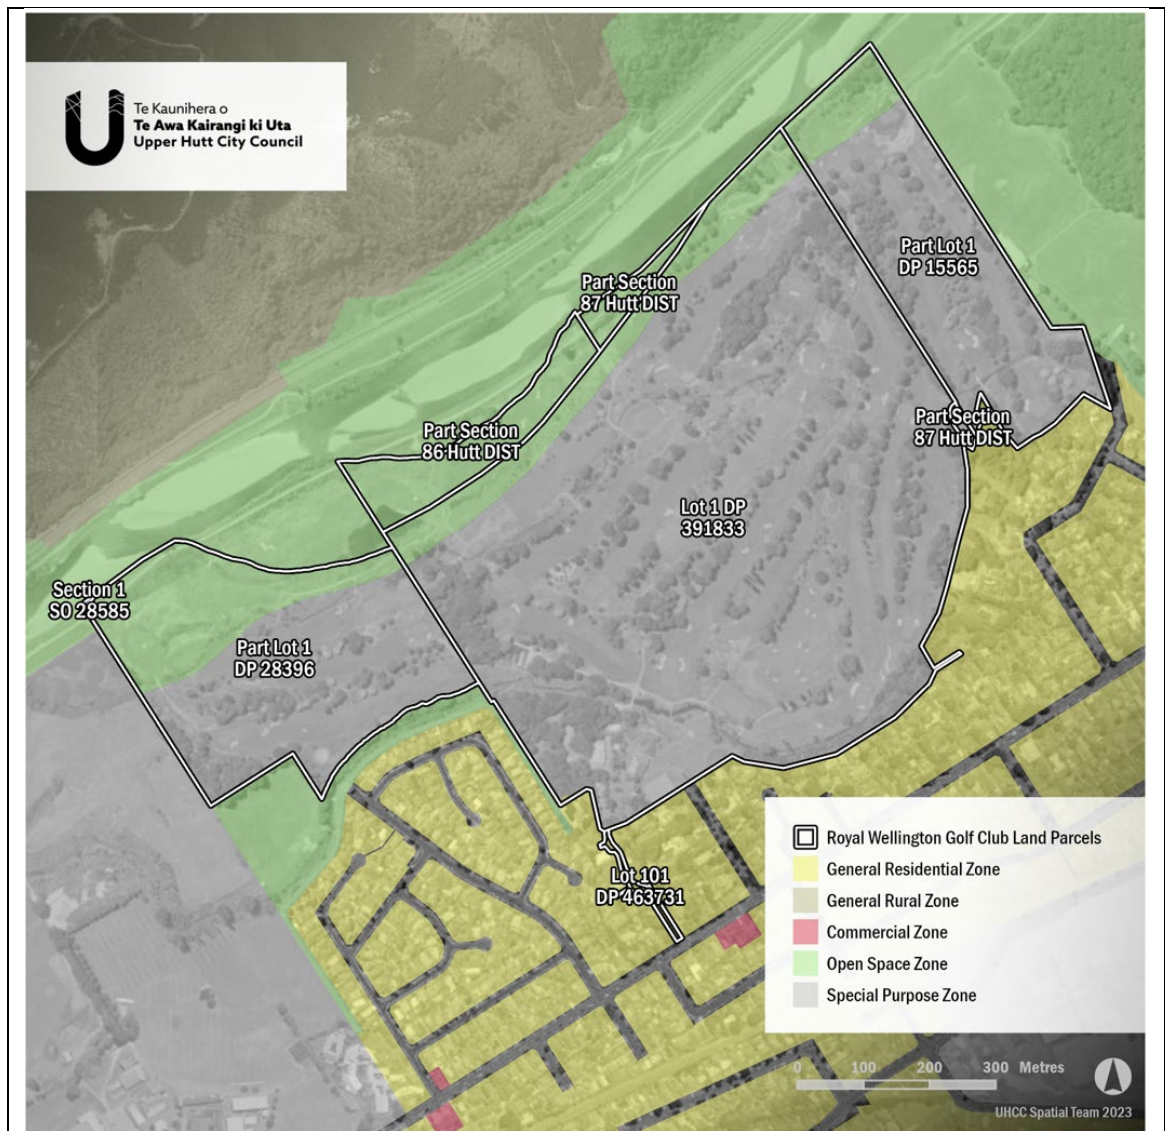 Te Kaunihera o
Te Awa Kairangi ki Uta
Upper Hutt City Council
Part Lot 1
DP 15565
Part Section
87 Hutt DIST
Part Section
87 Hutt DIST
Part Section
86 Hutt DIST
Lot 1 DP
391833
Section 1
SO 28585
Part Lot 1
DP 28396
Lot 101
DP 463731
Royal Wellington Golf Club Land Parcels
General Residential Zone
General Rural Zone
Commercial Zone
Open Space Zone
Special Purpose Zone
0 100 200 300 Metres
UHCC Spatial Team 2023